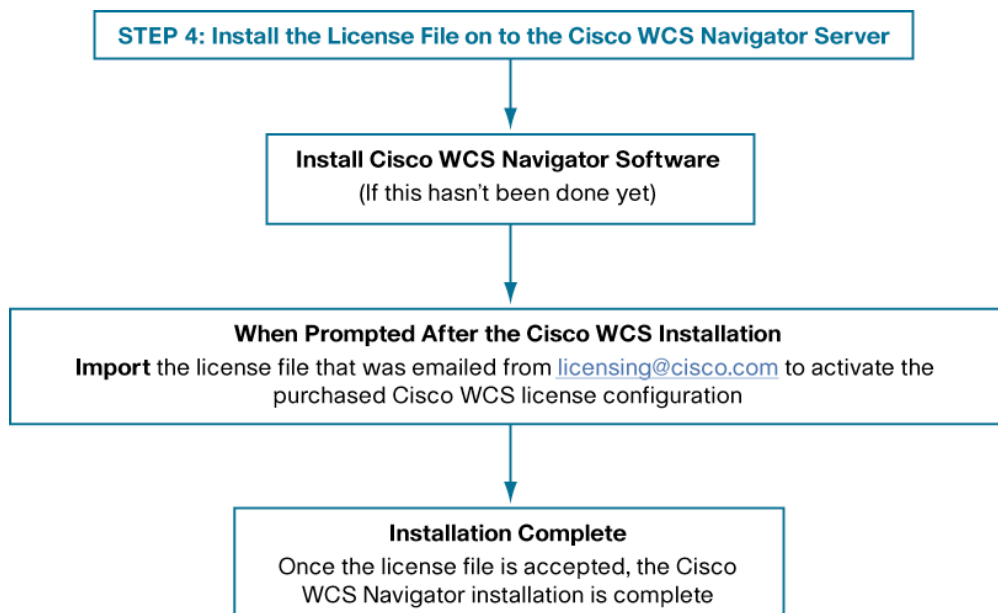 STEP 4: Install the License File on to the Cisco WCS Navigator Server
Install Cisco WCS Navigator Software
(If this hasn't been done yet)
When Prompted After the Cisco WCS Installation
Import the license file that was emailed from licensing@cisco.com to activate the
purchased Cisco WCS license configuration
Installation Complete
Once the license file is accepted, the Cisco
WCS Navigator installation is complete